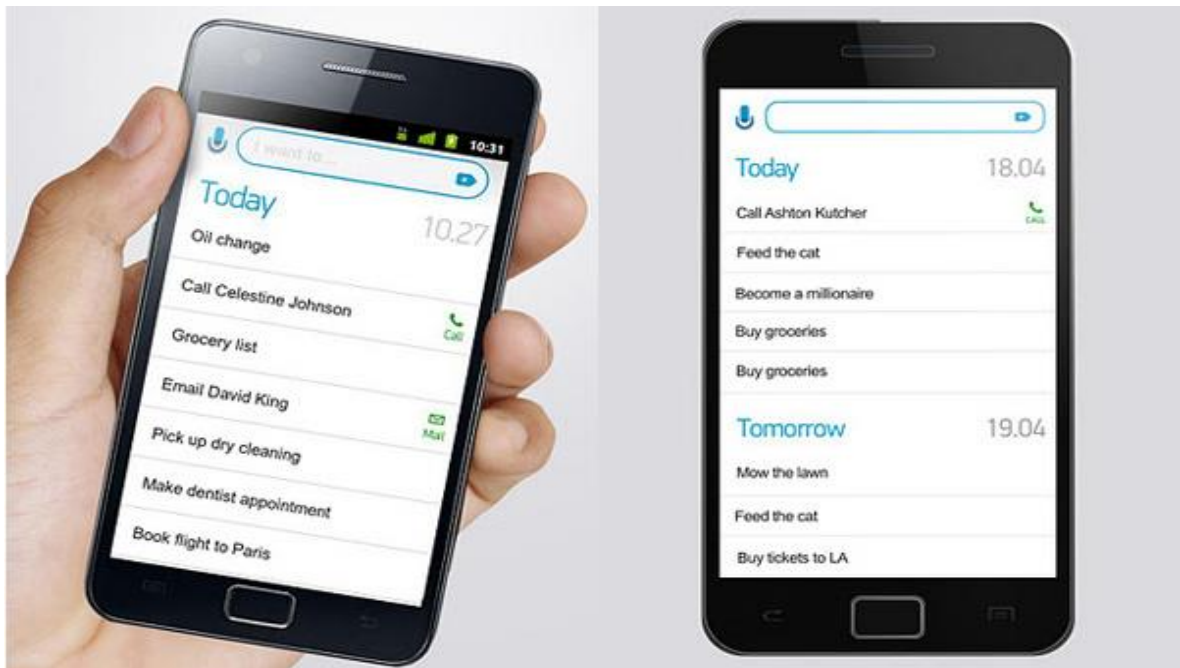 10:31
I want to...
Today
10.27
Oil change
Call Celestine Johnson
Call
Grocery list
Email David King
Mail
Pick up dry cleaning
Make dentist appointment
Book flight to Paris
Today
18.04
Call Ashton Kutcher
CALL
Feed the cat
Become a millionaire
Buy groceries
Buy groceries
Tomorrow
19.04
Mow the lawn
Feed the cat
Buy tickets to LA